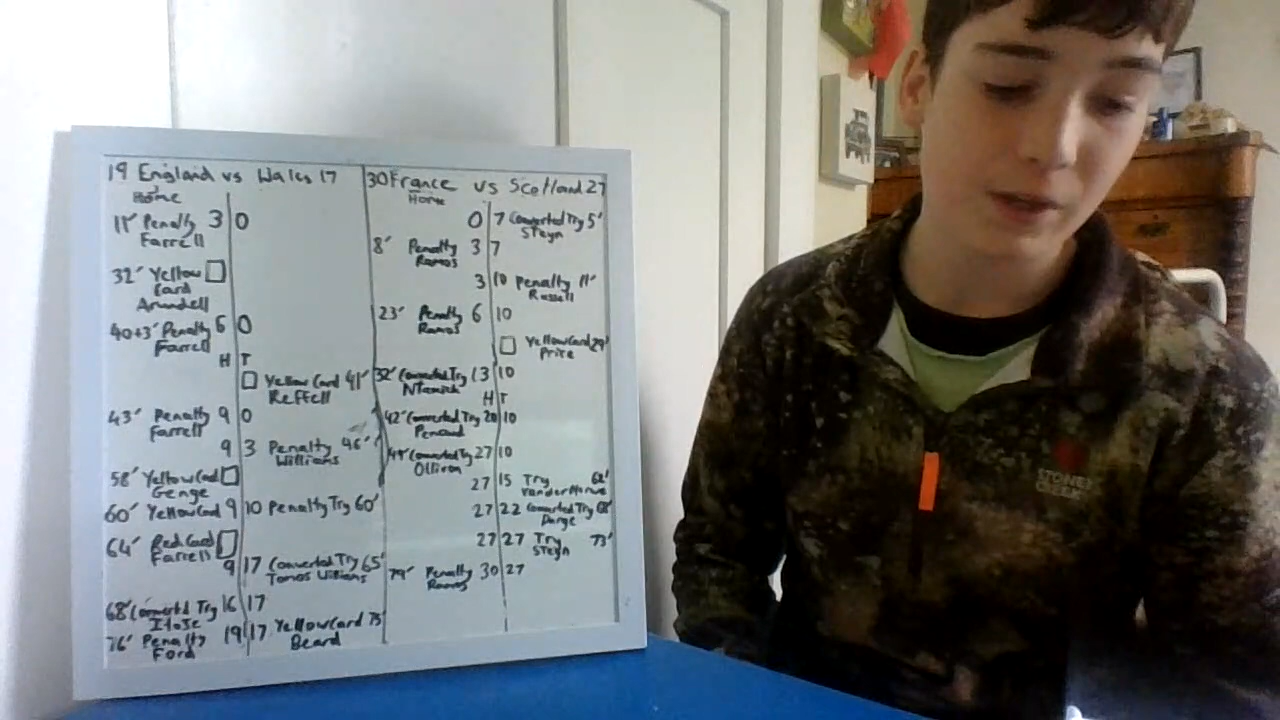 19 England vs Wales 17
Home
11' Penalty 3 0
Farrell
32' Yellow
Card
Arundell
40+3' Penalty 6 0
Farrell
H T
Yellow Card 41'
Reffell
43' Penalty 9 0
Farrell
9 3 Penalty 46'
Williams
58' Yellow Card
Genge
60' Yellow Card 9 10 Penalty Try 60'
64' Red Card
Farrell
9 17 Converted Try 65'
Tomos Williams
68' Converted Try 16 17
Itoje
76' Penalty 19 17 Yellow Card 75'
Ford Beard
30 France vs Scotland 27
Home
0 7 Converted Try 5'
Steyn
8' Penalty 3 7
Ramos
3 10 Penalty 11'
Russell
23' Penalty 6 10
Ramos
Yellow Card 29'
Price
32' Converted Try 13 10
Ntamack
H T
42' Converted Try 20 10
Penaud
49' Converted Try 27 10
Ollivon
27 15 Try 62'
Van der Merwe
27 22 Converted Try 68'
Darge
27 27 Try 73'
Steyn
79' Penalty 30 27
Ramos